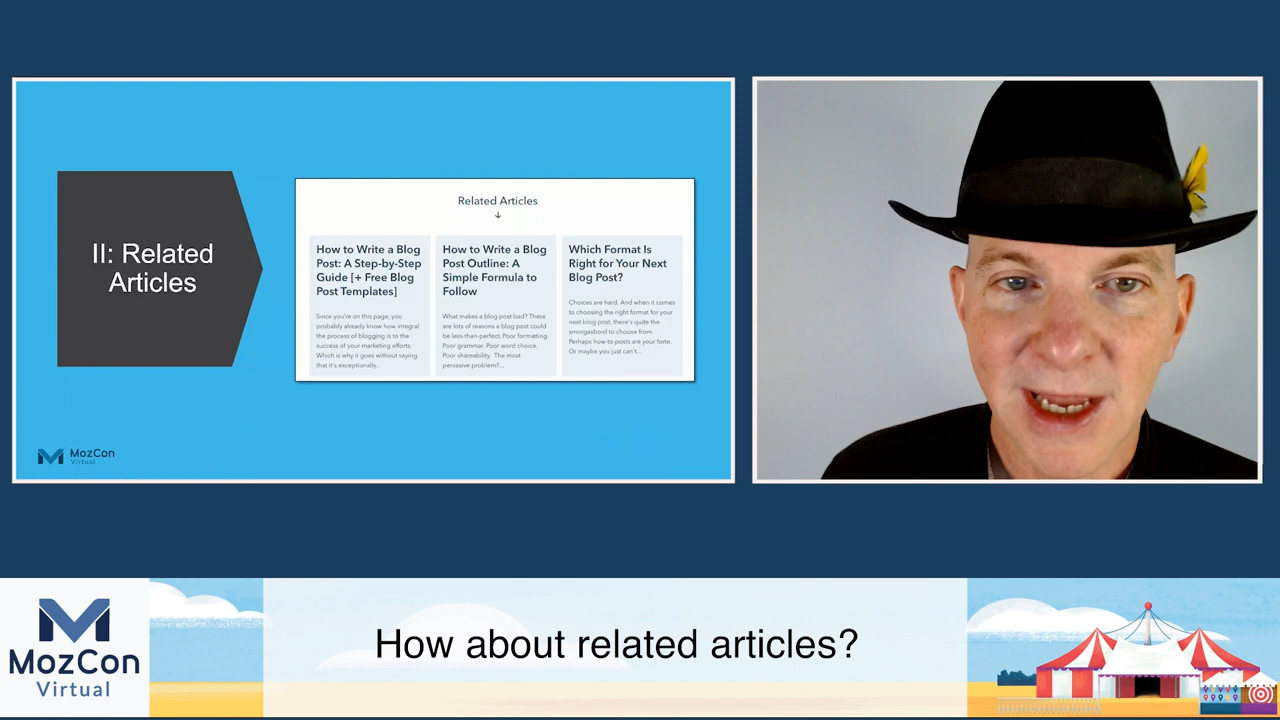 II: Related
Articles
Related Articles
How to Write a Blog
Post: A Step-by-Step
Guide [+ Free Blog
Post Templates]
Since you're on this page, you
probably already know how integral
the process of blogging is to the
success of your marketing efforts.
Which is why it goes without saying
that it's exceptionally...
How to Write a Blog
Post Outline: A
Simple Formula to
Follow
What makes a blog post bad? There
are lots of reasons a blog post could
be less-than-perfect. Poor formatting.
Poor grammar. Poor word choice.
Poor shareability. The most
pervasive problem?...
Which Format Is
Right for Your Next
Blog Post?
Choices are hard. And when it comes
to choosing the right format for your
next blog post, there's quite the
smorgasbord to choose from.
Perhaps how-to posts are your forte.
Or maybe you just can't...
MozCon
Virtual
MozCon
Virtual
How about related articles?